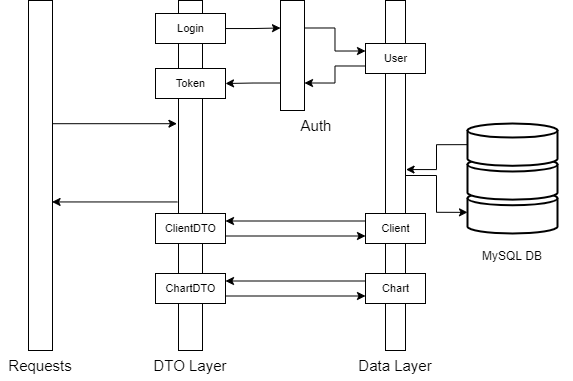 Login
User
Token
Auth
ClientDTO
Client
MySQL DB
ChartDTO
Chart
Requests
DTO Layer
Data Layer